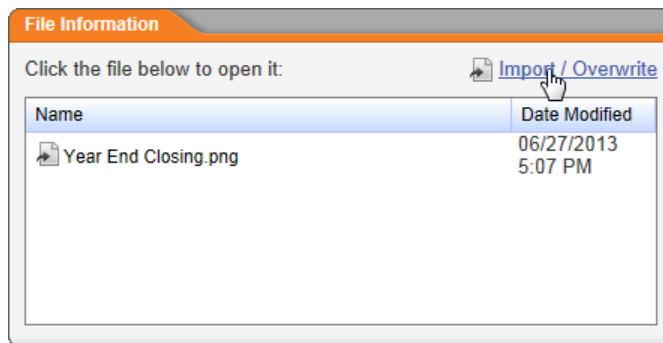 File Information
Click the file below to open it:
Import / Overwrite
Name
Date Modified
Year End Closing.png
06/27/2013
5:07 PM